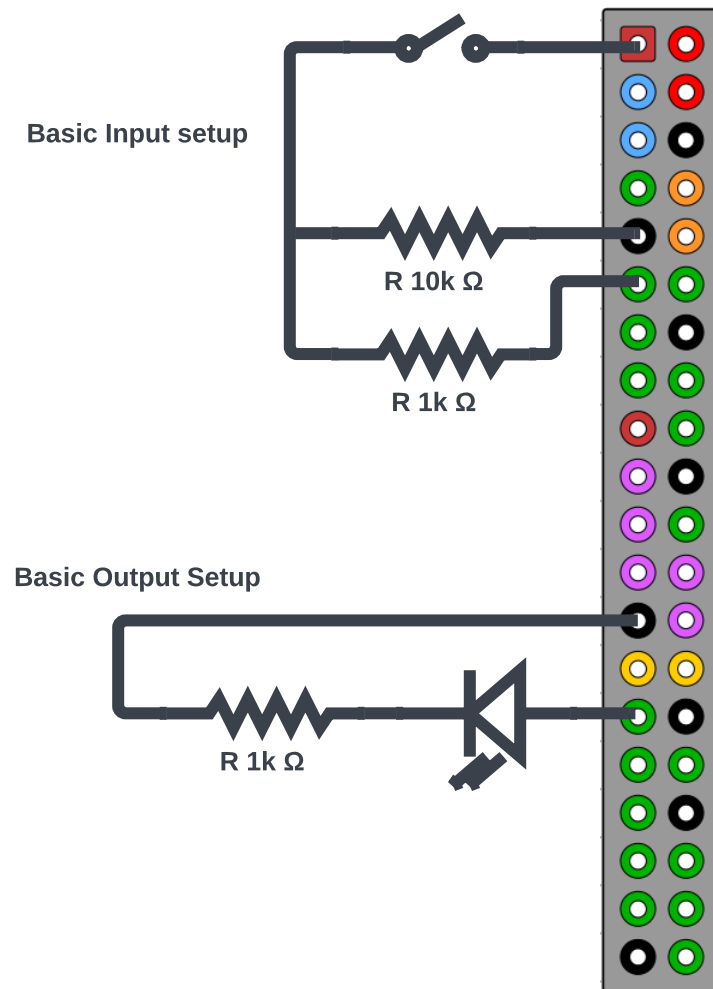 Basic Input setup
R 10k Ω
R 1k Ω
Basic Output Setup
R 1k Ω